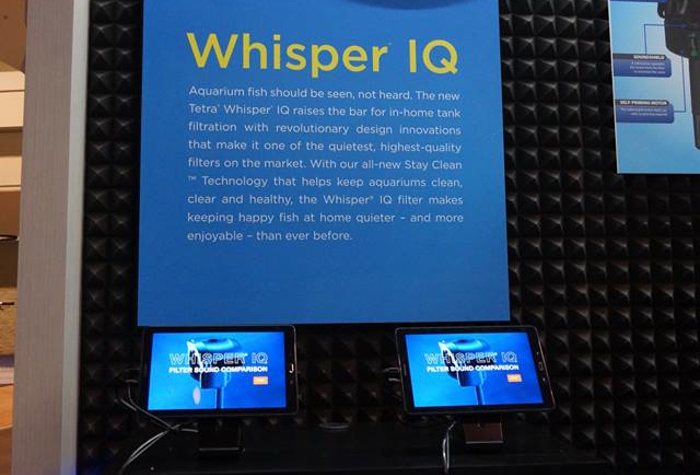 Whisper® IQ
Aquarium fish should be seen, not heard. The new
Tetra® Whisper® IQ raises the bar for in-home tank
filtration with revolutionary design innovations
that make it one of the quietest, highest-quality
filters on the market. With our all-new Stay Clean
™ Technology that helps keep aquariums clean,
clear and healthy, the Whisper® IQ filter makes
keeping happy fish at home quieter – and more
enjoyable – than ever before.
SOUNDSHIELD
SELF-PRIMING MOTOR
WHISPER IQ
FILTER SOUND COMPARISON
WHISPER IQ
FILTER SOUND COMPARISON